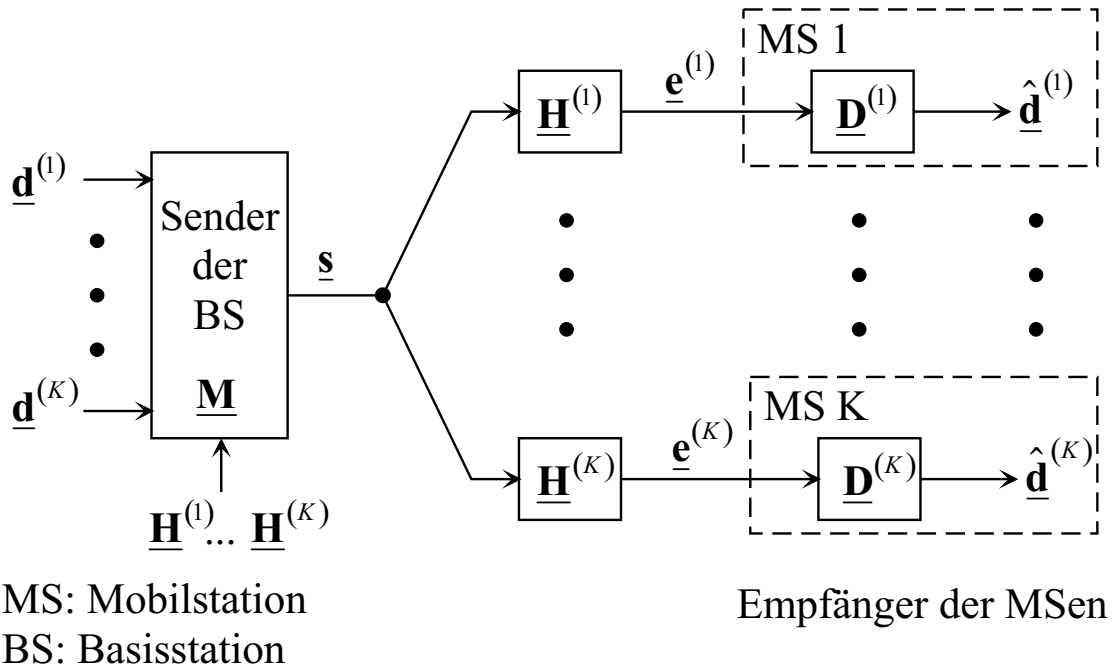 MS 1
H^(1)
e^(1)
D^(1)
d̂^(1)
d^(1)
Sender
der
BS
M
s
d^(K)
MS K
H^(K)
e^(K)
D^(K)
d̂^(K)
H^(1)... H^(K)
MS: Mobilstation
BS: Basisstation
Empfänger der MSen